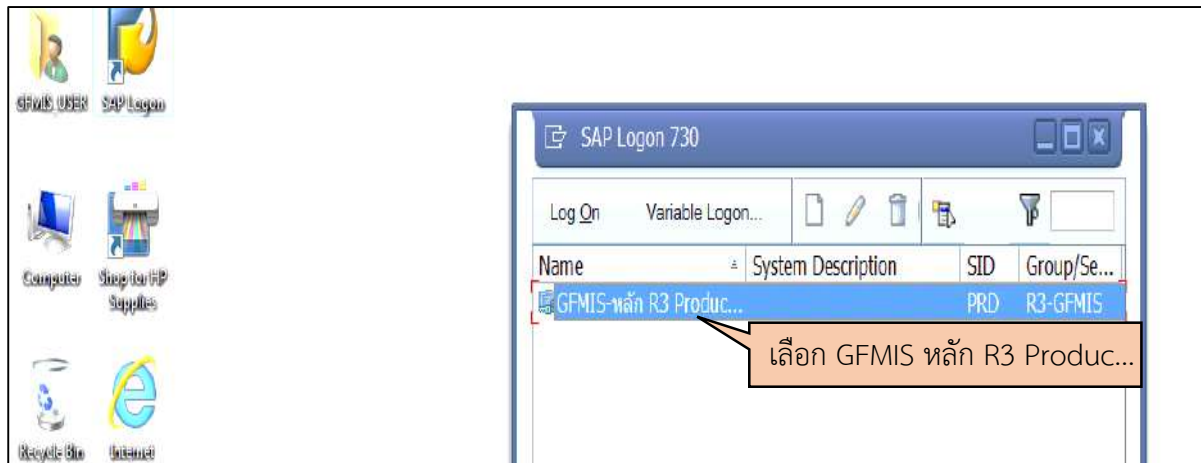 GFMIS_USER
SAP Logon
Computer
Shop for HP
Supplies
Recycle Bin
Internet
SAP Logon 730
Log On Variable Logon...
Name System Description SID Group/Se...
GFMIS-หลัก R3 Produc... PRD R3-GFMIS
เลือก GFMIS หลัก R3 Produc...